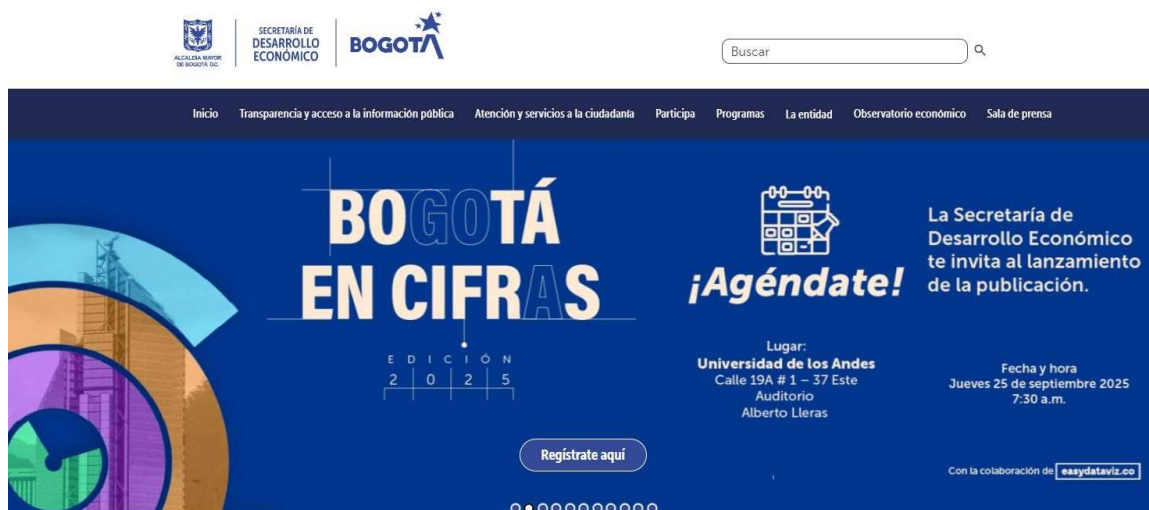 ALCALDÍA MAYOR
DE BOGOTÁ D.C.
SECRETARÍA DE
DESARROLLO
ECONÓMICO
BOGOTÁ
Buscar
Inicio Transparencia y acceso a la información pública Atención y servicios a la ciudadanía Participa Programas La entidad Observatorio económico Sala de prensa
BOGOTÁ
EN CIFRAS
EDICIÓN
2025
¡Agéndate!
La Secretaría de
Desarrollo Económico
te invita al lanzamiento
de la publicación.
Lugar:
Universidad de los Andes
Calle 19A # 1 – 37 Este
Auditorio
Alberto Lleras
Fecha y hora
Jueves 25 de septiembre 2025
7:30 a.m.
Regístrate aquí
Con la colaboración de easydataviz.co